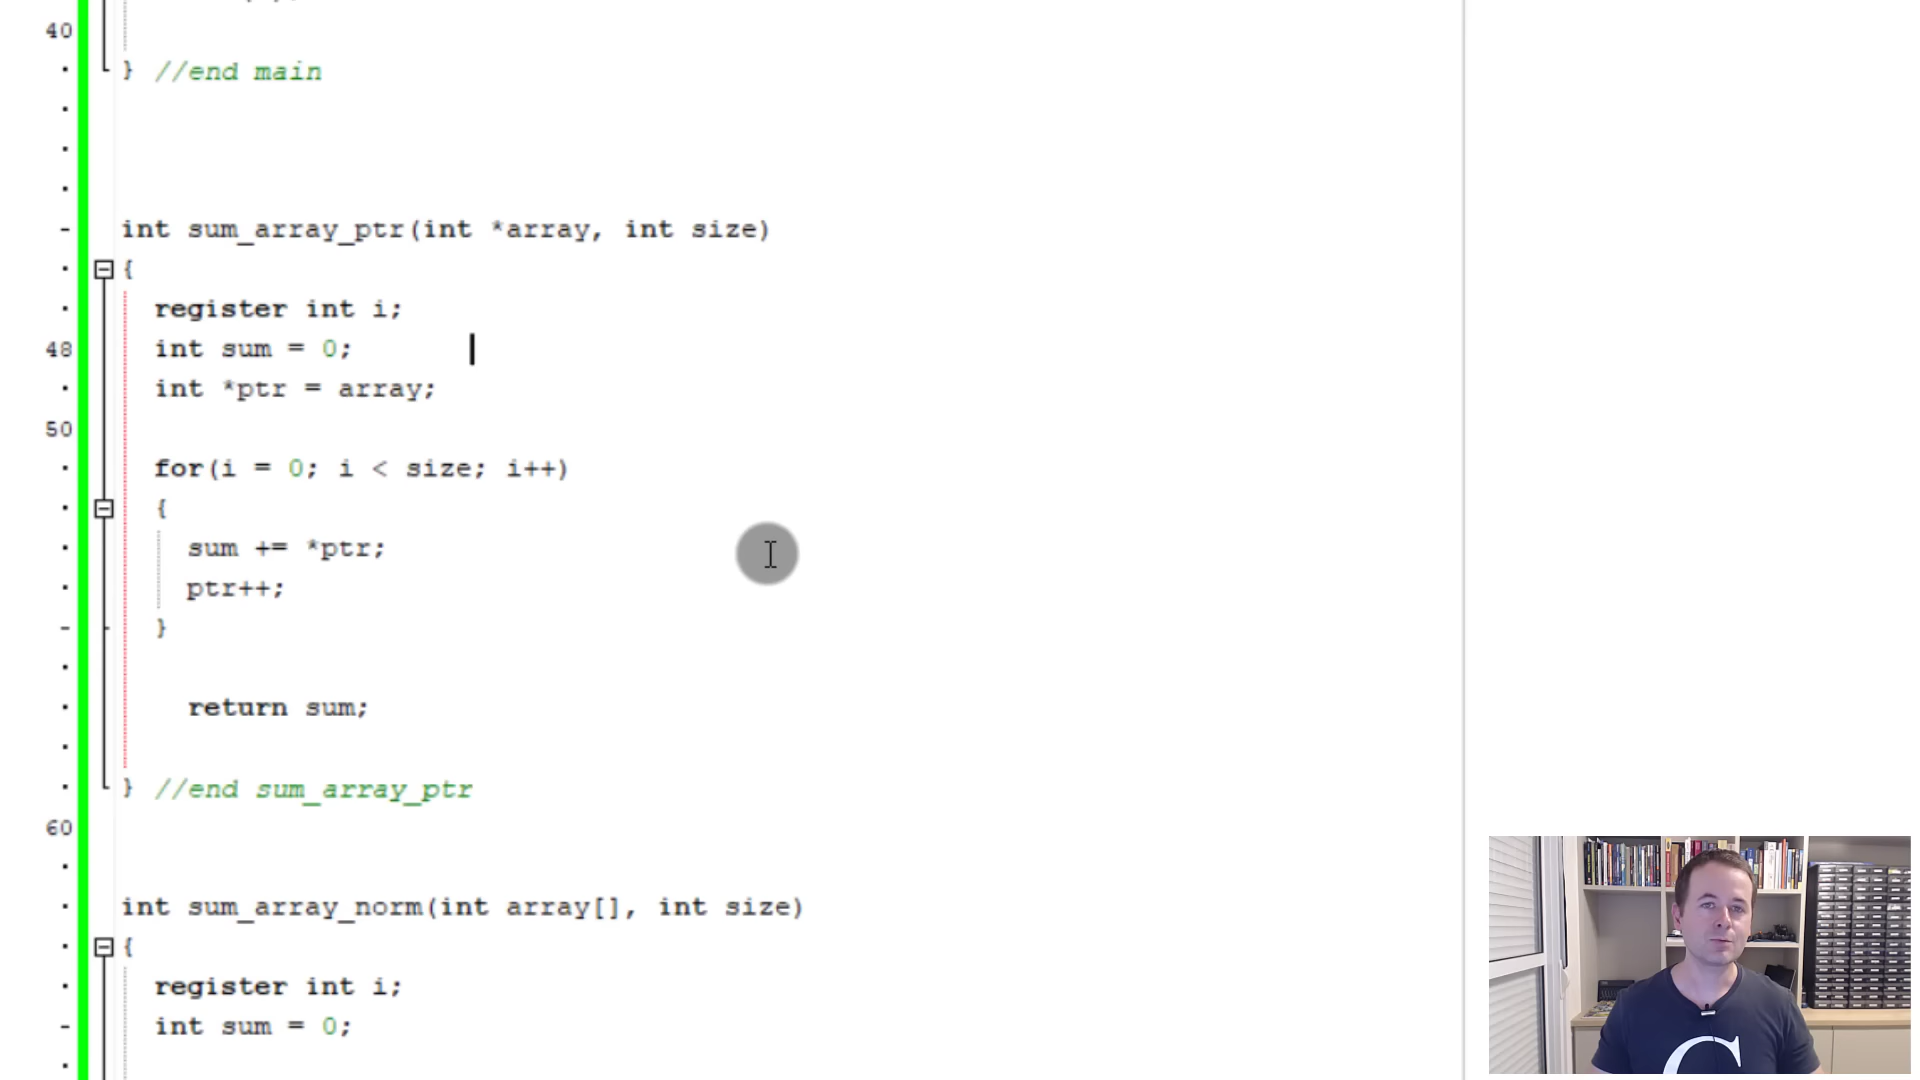 40
} //end main
int sum_array_ptr(int *array, int size)
{
register int i;
48 int sum = 0;
int *ptr = array;
50
for(i = 0; i < size; i++)
{
sum += *ptr;
ptr++;
}
return sum;
} //end sum_array_ptr
60
int sum_array_norm(int array[], int size)
{
register int i;
int sum = 0;
C